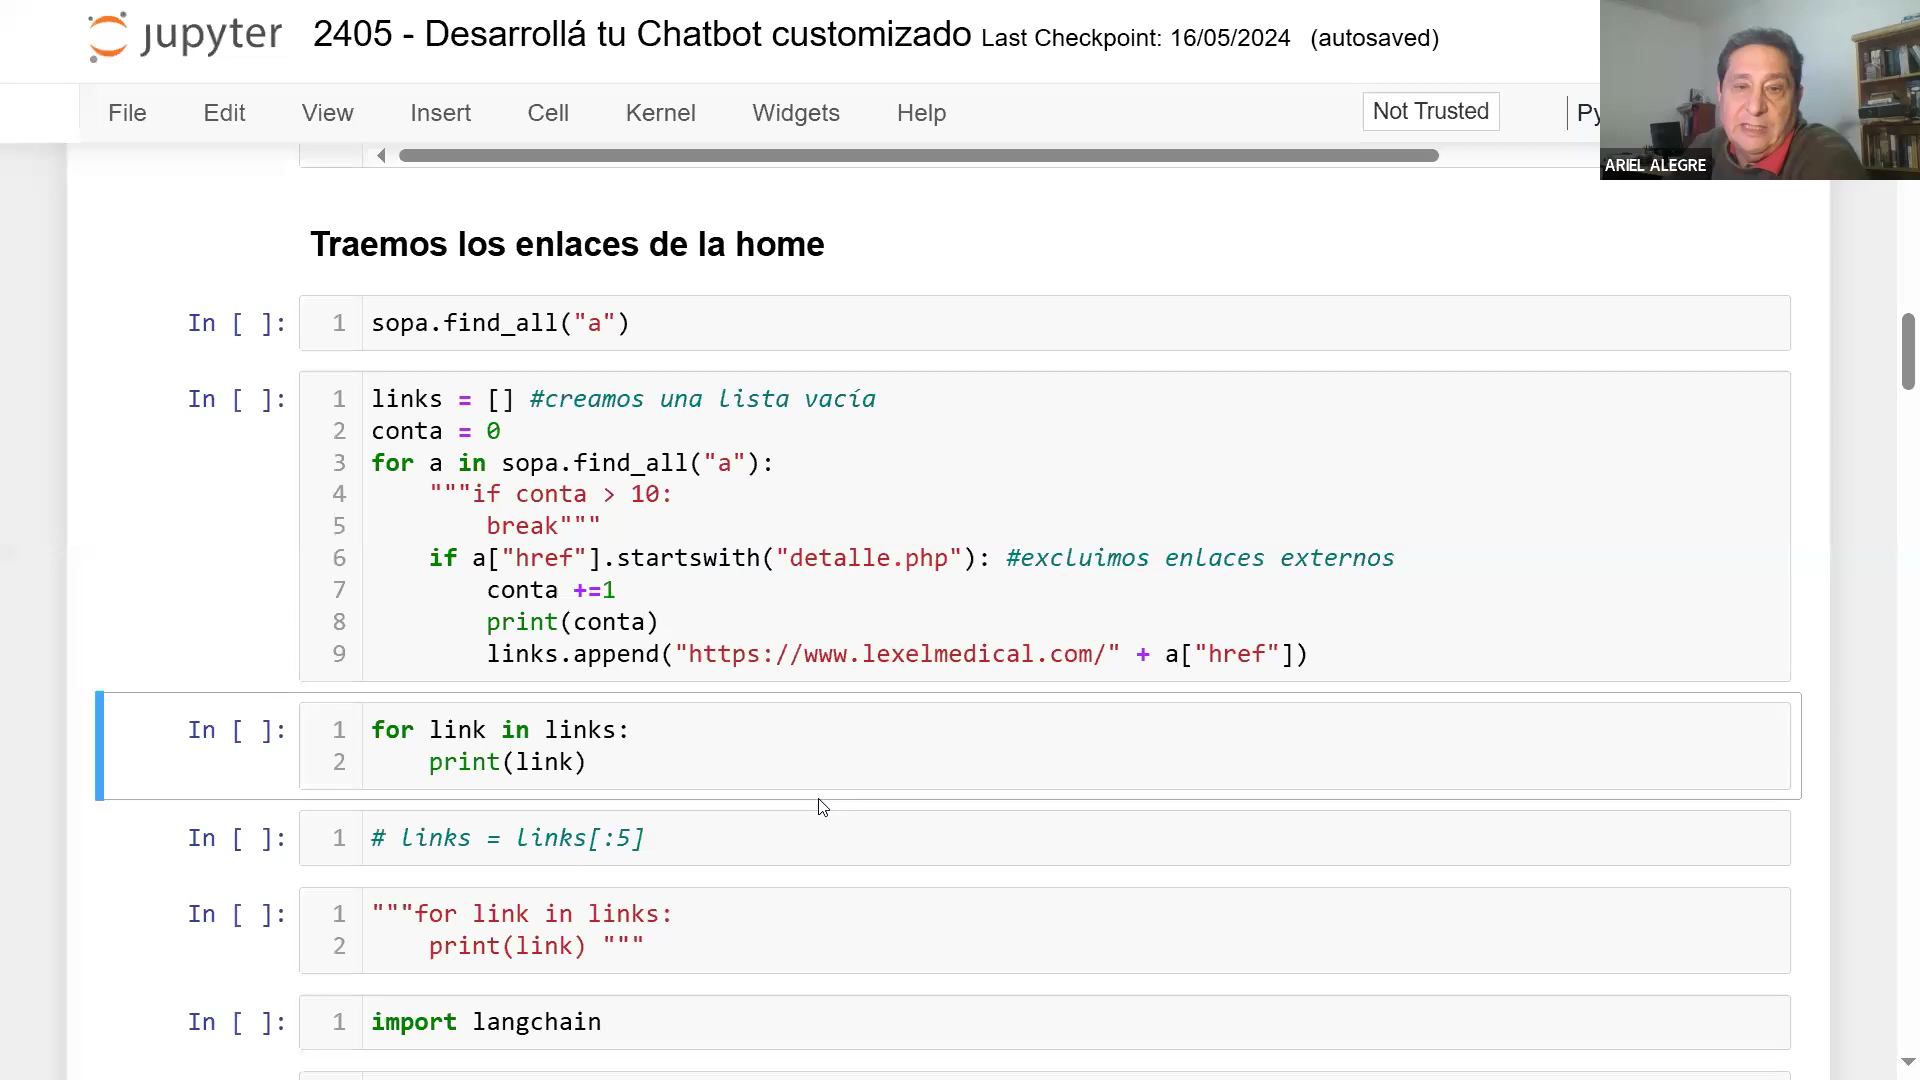 jupyter 2405 - Desarrollá tu Chatbot customizado Last Checkpoint: 16/05/2024 (autosaved)
File Edit View Insert Cell Kernel Widgets Help Not Trusted
ARIEL ALEGRE
Traemos los enlaces de la home
In [ ]: 1 sopa.find_all("a")
In [ ]: 1 links = [] #creamos una lista vacía
2 conta = 0
3 for a in sopa.find_all("a"):
4 """if conta > 10:
5 break"""
6 if a["href"].startswith("detalle.php"): #excluimos enlaces externos
7 conta +=1
8 print(conta)
9 links.append("https://www.lexelmedical.com/" + a["href"])
In [ ]: 1 for link in links:
2 print(link)
In [ ]: 1 # links = links[:5]
In [ ]: 1 """for link in links:
2 print(link) """
In [ ]: 1 import langchain